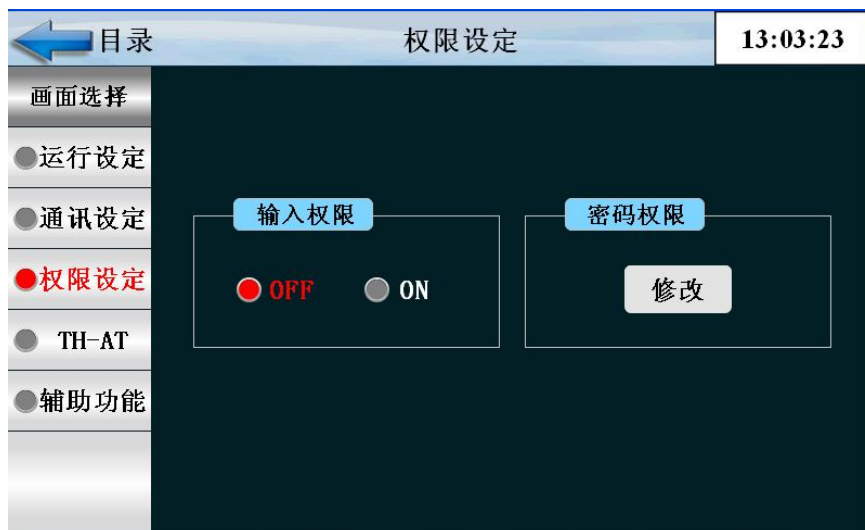 目录
权限设定
13:03:23
画面选择
运行设定
通讯设定
权限设定
TH-AT
辅助功能
输入权限
OFF
ON
密码权限
修改